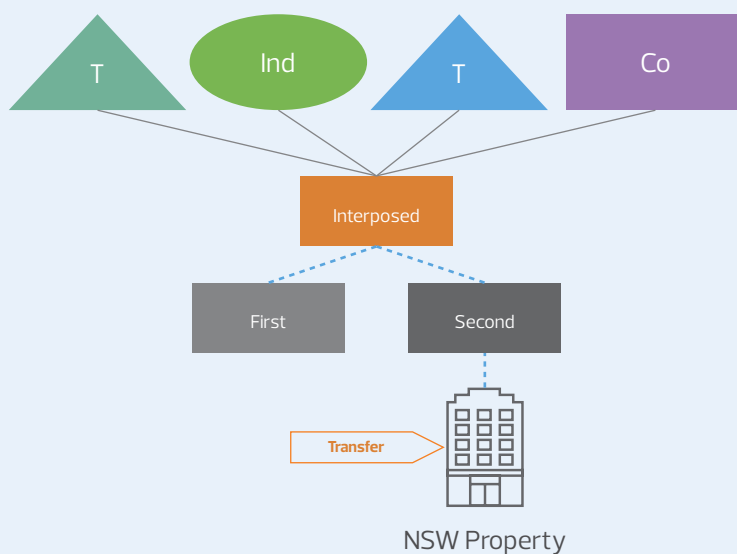 T
Ind
T
Co
Interposed
First
Second
Transfer
NSW Property